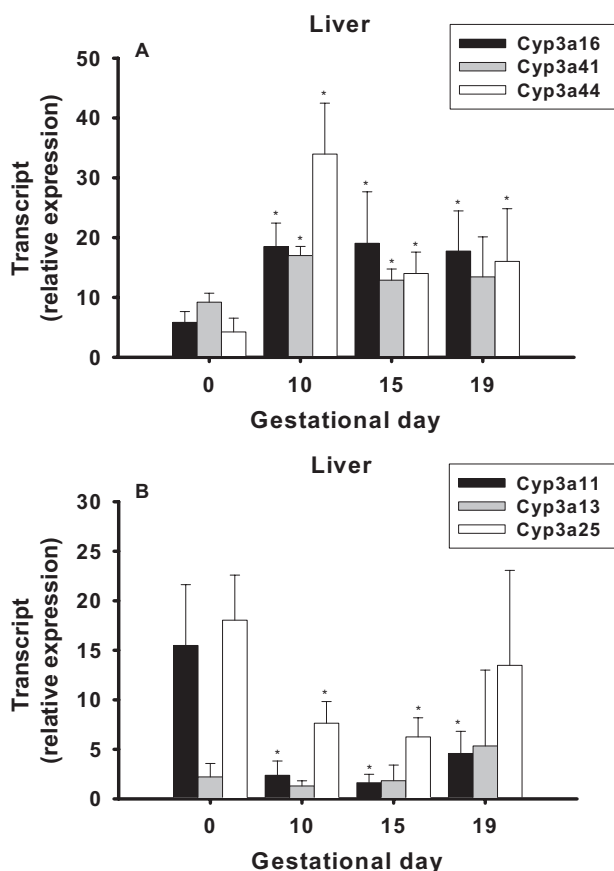 Liver
A
Cyp3a16
Cyp3a41
Cyp3a44
50
40
30
20
10
0
Transcript
(relative expression)
*
*
*
*
*
*
*
*
0 10 15 19
Gestational day
Liver
B
Cyp3a11
Cyp3a13
Cyp3a25
30
25
20
15
10
5
0
Transcript
(relative expression)
*
*
*
*
*
0 10 15 19
Gestational day